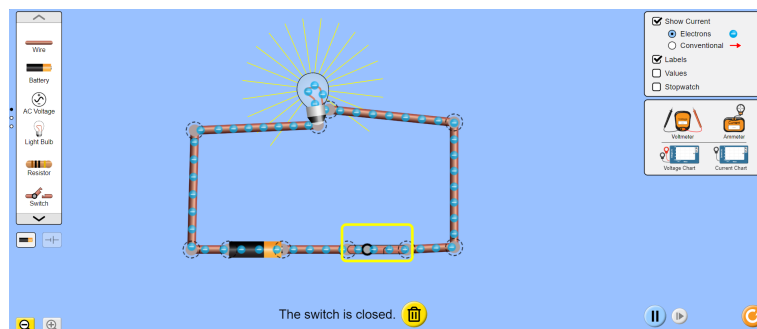 Wire
Battery
AC Voltage
Light Bulb
Resistor
Switch
The switch is closed.
Show Current
Electrons
Conventional
Labels
Values
Stopwatch
Voltmeter
Ammeter
Voltage Chart
Current Chart